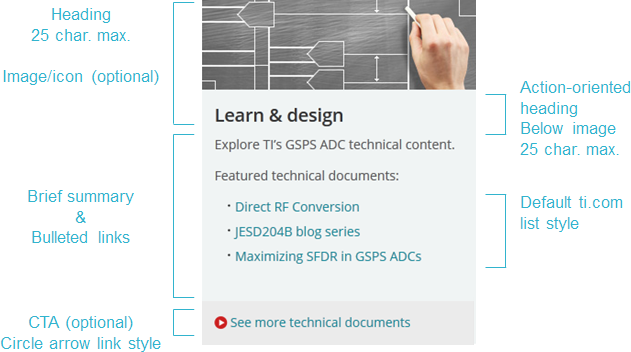 Heading
25 char. max.
Image/icon (optional)
Brief summary
&
Bulleted links
CTA (optional)
Circle arrow link style
Learn & design
Explore TI's GSPS ADC technical content.
Featured technical documents:
· Direct RF Conversion
· JESD204B blog series
· Maximizing SFDR in GSPS ADCs
See more technical documents
Action-oriented
heading
Below image
25 char. max.
Default ti.com
list style